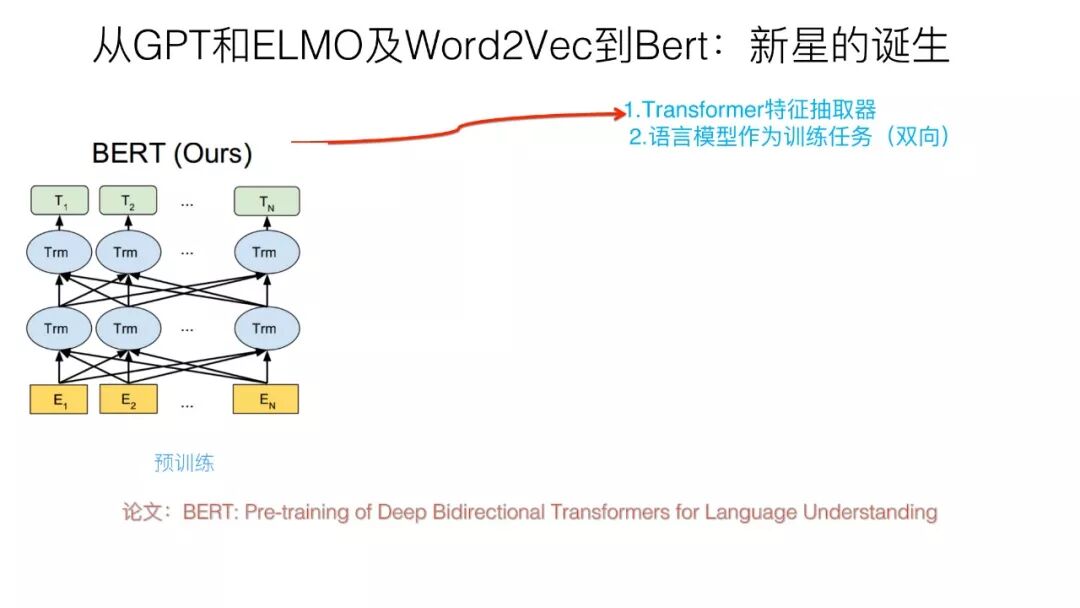 从GPT和ELMO及Word2Vec到Bert：新星的诞生
1.Transformer特征抽取器
2.语言模型作为训练任务（双向）
BERT (Ours)
T1 T2 ... TN
Trm Trm ... Trm
Trm Trm ... Trm
E1 E2 ... EN
预训练
论文：BERT: Pre-training of Deep Bidirectional Transformers for Language Understanding